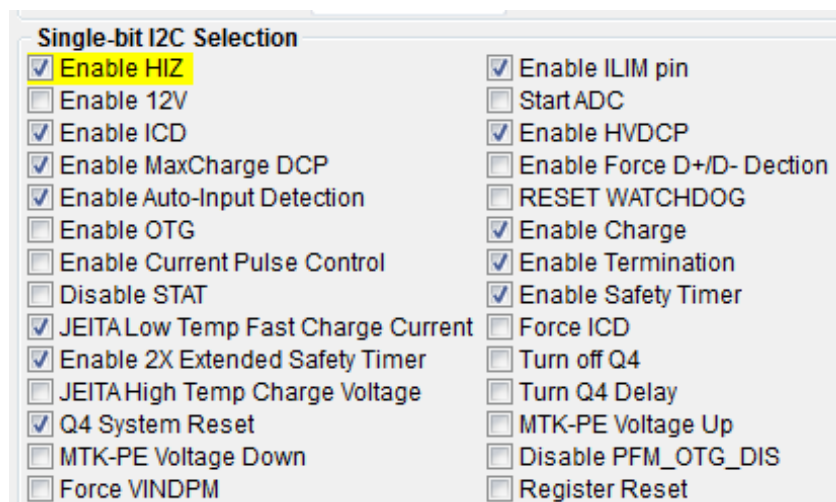 Single-bit I2C Selection
Enable HIZ
Enable ILIM pin
Enable 12V
Start ADC
Enable ICD
Enable HVDCP
Enable MaxCharge DCP
Enable Force D+/D- Dection
Enable Auto-Input Detection
RESET WATCHDOG
Enable OTG
Enable Charge
Enable Current Pulse Control
Enable Termination
Disable STAT
Enable Safety Timer
JEITA Low Temp Fast Charge Current
Force ICD
Enable 2X Extended Safety Timer
Turn off Q4
JEITA High Temp Charge Voltage
Turn Q4 Delay
Q4 System Reset
MTK-PE Voltage Up
MTK-PE Voltage Down
Disable PFM_OTG_DIS
Force VINDPM
Register Reset